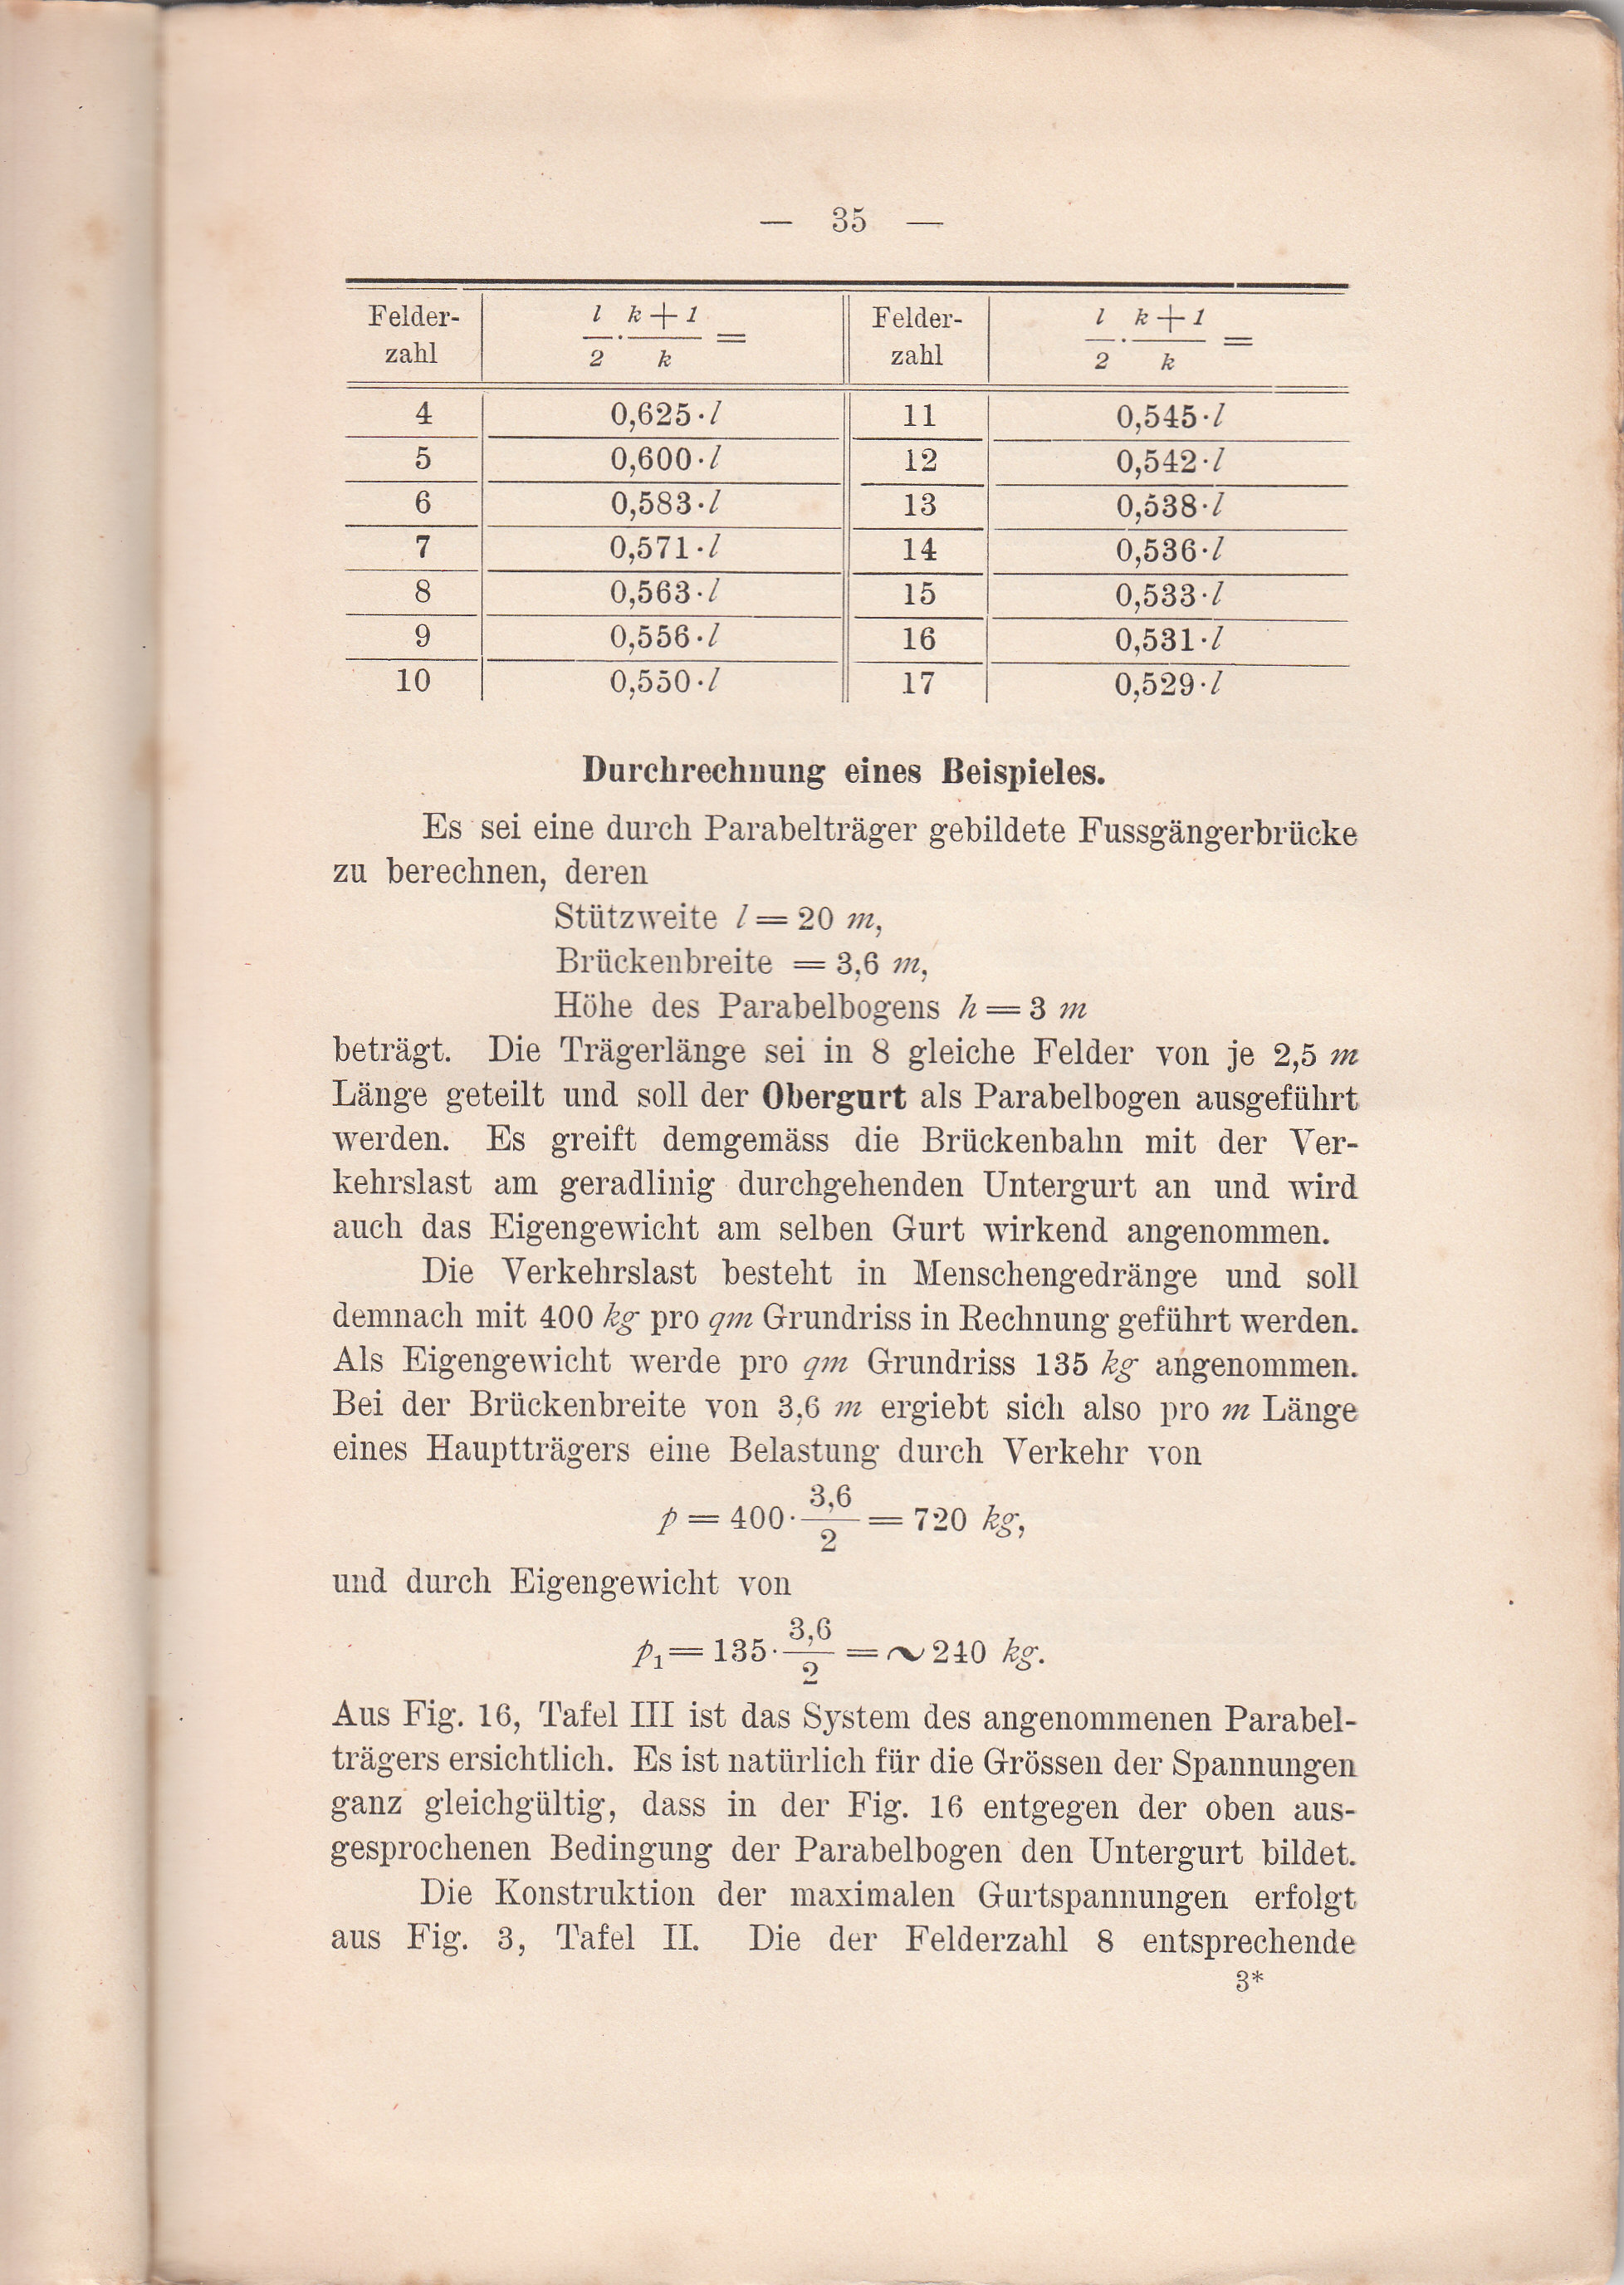 — 35 —
Felder-zahl | l/2 · (k + 1)/k = | Felder-zahl | l/2 · (k + 1)/k =
4 | 0,625 · l | 11 | 0,545 · l
5 | 0,600 · l | 12 | 0,542 · l
6 | 0,583 · l | 13 | 0,538 · l
7 | 0,571 · l | 14 | 0,536 · l
8 | 0,563 · l | 15 | 0,533 · l
9 | 0,556 · l | 16 | 0,531 · l
10 | 0,550 · l | 17 | 0,529 · l
Durchrechnung eines Beispieles.
Es sei eine durch Parabelträger gebildete Fussgängerbrücke
zu berechnen, deren
Stützweite l = 20 m,
Brückenbreite = 3,6 m,
Höhe des Parabelbogens h = 3 m
beträgt. Die Trägerlänge sei in 8 gleiche Felder von je 2,5 m
Länge geteilt und soll der Obergurt als Parabelbogen ausgeführt
werden. Es greift demgemäss die Brückenbahn mit der Ver-
kehrslast am geradlinig durchgehenden Untergurt an und wird
auch das Eigengewicht am selben Gurt wirkend angenommen.
Die Verkehrslast besteht in Menschengedränge und soll
demnach mit 400 kg pro qm Grundriss in Rechnung geführt werden.
Als Eigengewicht werde pro qm Grundriss 135 kg angenommen.
Bei der Brückenbreite von 3,6 m ergiebt sich also pro m Länge
eines Hauptträgers eine Belastung durch Verkehr von
p = 400 · 3,6/2 = 720 kg,
und durch Eigengewicht von
p₁ = 135 · 3,6/2 = ∼ 240 kg.
Aus Fig. 16, Tafel III ist das System des angenommenen Parabel-
trägers ersichtlich. Es ist natürlich für die Grössen der Spannungen
ganz gleichgültig, dass in der Fig. 16 entgegen der oben aus-
gesprochenen Bedingung der Parabelbogen den Untergurt bildet.
Die Konstruktion der maximalen Gurtspannungen erfolgt
aus Fig. 3, Tafel II. Die der Felderzahl 8 entsprechende
3*